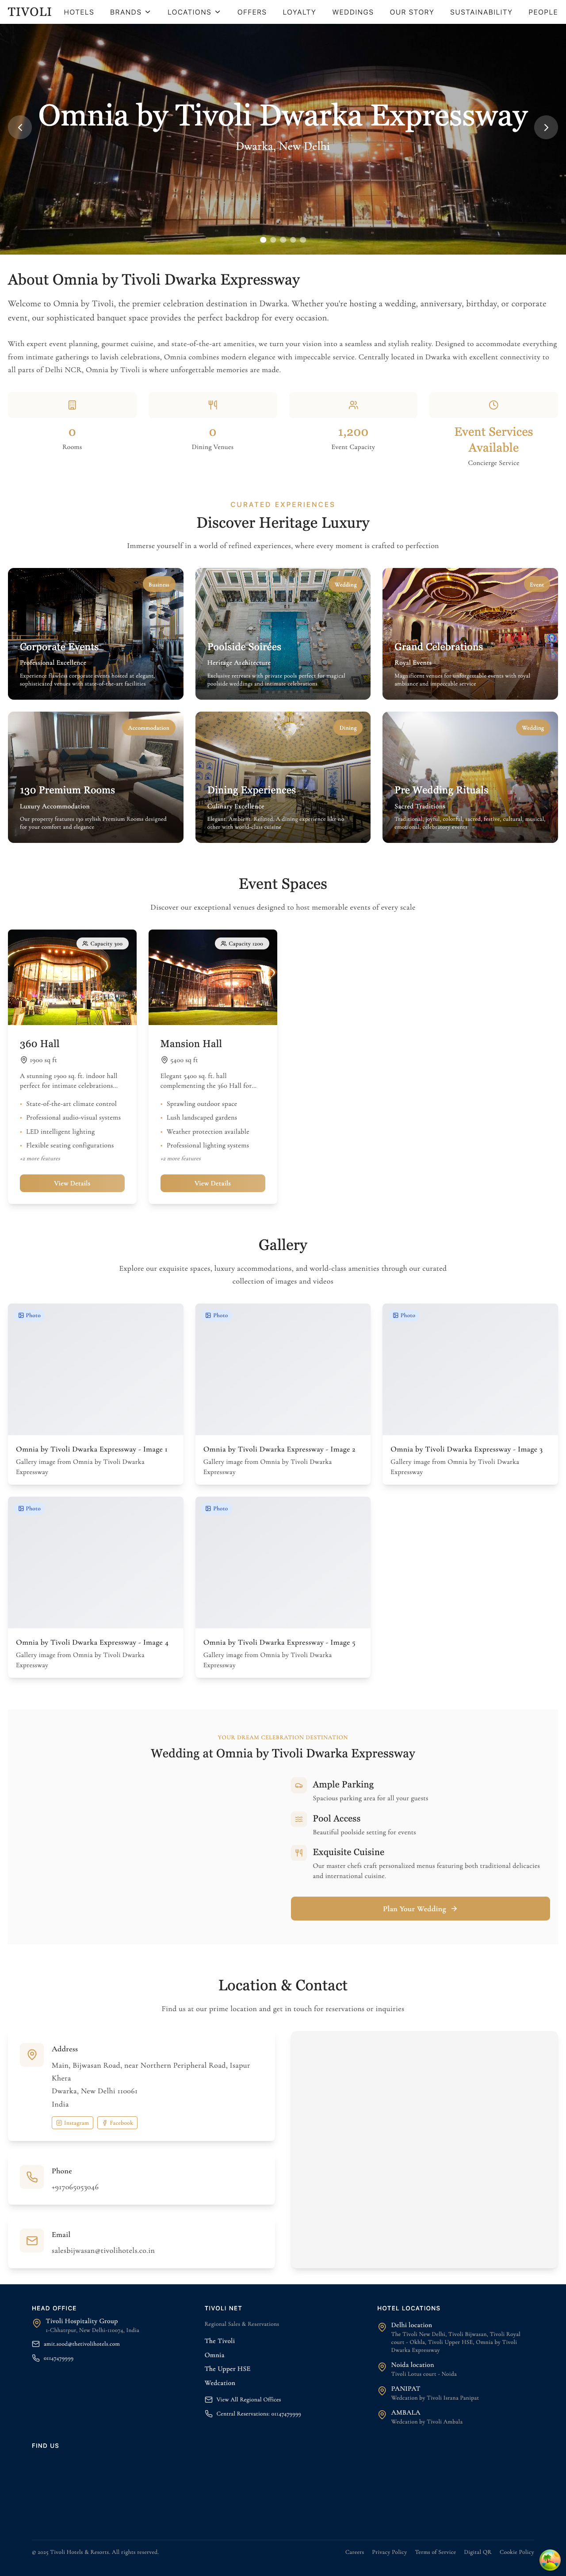 TIVOLI HOTELS BRANDS LOCATIONS OFFERS LOYALTY WEDDINGS OUR STORY SUSTAINABILITY PEOPLE
Omnia by Tivoli Dwarka Expressway
Dwarka, New Delhi
About Omnia by Tivoli Dwarka Expressway
Welcome to Omnia by Tivoli, the premier celebration destination in Dwarka. Whether you're hosting a wedding, anniversary, birthday, or corporate
event, our sophisticated banquet space provides the perfect backdrop for every occasion.
With expert event planning, gourmet cuisine, and state-of-the-art amenities, we turn your vision into a seamless and stylish reality. Designed to accommodate everything
from intimate gatherings to lavish celebrations, Omnia combines modern elegance with impeccable service. Centrally located in Dwarka with excellent connectivity to
all parts of Delhi NCR, Omnia by Tivoli is where unforgettable memories are made.
0
Rooms
0
Dining Venues
1,200
Event Capacity
Event Services
Available
Concierge Service
CURATED EXPERIENCES
Discover Heritage Luxury
Immerse yourself in a world of refined experiences, where every moment is crafted to perfection
Business
Corporate Events
Professional Excellence
Experience flawless corporate events hosted at elegant,
sophisticated venues with state-of-the-art facilities
Wedding
Poolside Soirées
Heritage Architecture
Exclusive retreats with private pools perfect for magical
poolside weddings and intimate celebrations
Event
Grand Celebrations
Royal Events
Magnificent venues for unforgettable events with royal
ambiance and impeccable service
Accommodation
130 Premium Rooms
Luxury Accommodation
Our property features 130 stylish Premium Rooms designed
for your comfort and elegance
Dining
Dining Experiences
Culinary Excellence
Elegant. Ambient. Refined. A dining experience like no
other with world-class cuisine
Wedding
Pre Wedding Rituals
Sacred Traditions
Traditional, joyful, colorful, sacred, festive, cultural, musical,
emotional, celebratory events
Event Spaces
Discover our exceptional venues designed to host memorable events of every scale
Capacity 300
360 Hall
1900 sq ft
A stunning 1900 sq. ft. indoor hall
perfect for intimate celebrations...
State-of-the-art climate control
Professional audio-visual systems
LED intelligent lighting
Flexible seating configurations
+2 more features
View Details
Capacity 1200
Mansion Hall
5400 sq ft
Elegant 5400 sq. ft. hall
complementing the 360 Hall for...
Sprawling outdoor space
Lush landscaped gardens
Weather protection available
Professional lighting systems
+2 more features
View Details
Gallery
Explore our exquisite spaces, luxury accommodations, and world-class amenities through our curated
collection of images and videos
Photo
Omnia by Tivoli Dwarka Expressway - Image 1
Gallery image from Omnia by Tivoli Dwarka
Expressway
Photo
Omnia by Tivoli Dwarka Expressway - Image 2
Gallery image from Omnia by Tivoli Dwarka
Expressway
Photo
Omnia by Tivoli Dwarka Expressway - Image 3
Gallery image from Omnia by Tivoli Dwarka
Expressway
Photo
Omnia by Tivoli Dwarka Expressway - Image 4
Gallery image from Omnia by Tivoli Dwarka
Expressway
Photo
Omnia by Tivoli Dwarka Expressway - Image 5
Gallery image from Omnia by Tivoli Dwarka
Expressway
YOUR DREAM CELEBRATION DESTINATION
Wedding at Omnia by Tivoli Dwarka Expressway
Ample Parking
Spacious parking area for all your guests
Pool Access
Beautiful poolside setting for events
Exquisite Cuisine
Our master chefs craft personalized menus featuring both traditional delicacies
and international cuisine.
Plan Your Wedding
Location & Contact
Find us at our prime location and get in touch for reservations or inquiries
Address
Main, Bijwasan Road, near Northern Peripheral Road, Isapur
Khera
Dwarka, New Delhi 110061
India
Instagram
Facebook
Phone
+917065053046
Email
salesbijwasan@tivolihotels.co.in
HEAD OFFICE
Tivoli Hospitality Group
1-Chhattrpur, New Delhi-110074, India
amit.sood@thetivolihotels.com
01147479999
TIVOLI NET
Regional Sales & Reservations
The Tivoli
Omnia
The Upper HSE
Wedcation
View All Regional Offices
Central Reservations: 01147479999
HOTEL LOCATIONS
Delhi location
The Tivoli New Delhi, Tivoli Bijwasan, Tivoli Royal
court - Okhla, Tivoli Upper HSE, Omnia by Tivoli
Dwarka Expressway
Noida location
Tivoli Lotus court - Noida
PANIPAT
Wedcation by Tivoli Israna Panipat
AMBALA
Wedcation by Tivoli Ambala
FIND US
© 2025 Tivoli Hotels & Resorts. All rights reserved.
Careers Privacy Policy Terms of Service Digital QR Cookie Policy